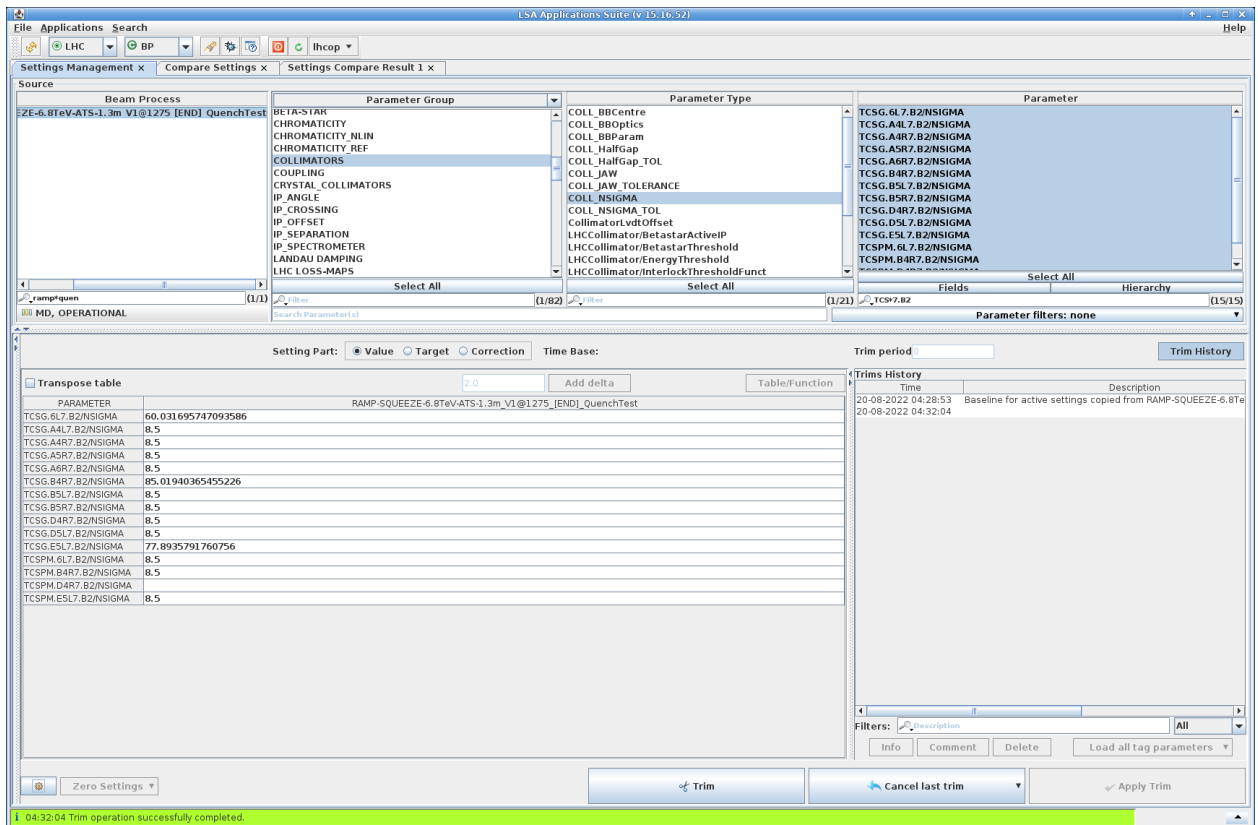 LSA Applications Suite (v 15.16.52)
File Applications Search Help
LHC BP lhcop
Settings Management x Compare Settings x Settings Compare Result 1 x
Source
Beam Process Parameter Group Parameter Type Parameter
EZE-6.8TeV-ATS-1.3m V1@1275 [END] QuenchTest
BETA-STAR
CHROMATICITY
CHROMATICITY_NLIN
CHROMATICITY_REF
COLLIMATORS
COUPLING
CRYSTAL_COLLIMATORS
IP_ANGLE
IP_CROSSING
IP_OFFSET
IP_SEPARATION
IP_SPECTROMETER
LANDAU DAMPING
LHC LOSS-MAPS
COLL_BBCentre
COLL_BBOptics
COLL_BBParam
COLL_HalfGap
COLL_HalfGap_TOL
COLL_JAW
COLL_JAW_TOLERANCE
COLL_NSIGMA
COLL_NSIGMA_TOL
CollimatorLvdtOffset
LHCCollimator/BetastarActiveIP
LHCCollimator/BetastarThreshold
LHCCollimator/EnergyThreshold
LHCCollimator/InterlockThresholdFunct
TCSG.6L7.B2/NSIGMA
TCSG.A4L7.B2/NSIGMA
TCSG.A4R7.B2/NSIGMA
TCSG.A5R7.B2/NSIGMA
TCSG.A6R7.B2/NSIGMA
TCSG.B4R7.B2/NSIGMA
TCSG.B5L7.B2/NSIGMA
TCSG.B5R7.B2/NSIGMA
TCSG.D4R7.B2/NSIGMA
TCSG.D5L7.B2/NSIGMA
TCSG.E5L7.B2/NSIGMA
TCSPM.6L7.B2/NSIGMA
TCSPM.B4R7.B2/NSIGMA
Select All Select All Select All
Fields Hierarchy
ramp*quen (1/1) Filter (1/82) Filter (1/21) TCS*7.B2 (15/15)
MD, OPERATIONAL Search Parameter(s) Parameter filters: none
Setting Part: Value Target Correction Time Base: Trim period 0 Trim History
Transpose table 2.0 Add delta Table/Function
PARAMETER RAMP-SQUEEZE-6.8TeV-ATS-1.3m_V1@1275_[END]_QuenchTest
TCSG.6L7.B2/NSIGMA 60.031695747093586
TCSG.A4L7.B2/NSIGMA 8.5
TCSG.A4R7.B2/NSIGMA 8.5
TCSG.A5R7.B2/NSIGMA 8.5
TCSG.A6R7.B2/NSIGMA 8.5
TCSG.B4R7.B2/NSIGMA 85.01940365455226
TCSG.B5L7.B2/NSIGMA 8.5
TCSG.B5R7.B2/NSIGMA 8.5
TCSG.D4R7.B2/NSIGMA 8.5
TCSG.D5L7.B2/NSIGMA 8.5
TCSG.E5L7.B2/NSIGMA 77.8935791760756
TCSPM.6L7.B2/NSIGMA 8.5
TCSPM.B4R7.B2/NSIGMA 8.5
TCSPM.D4R7.B2/NSIGMA
TCSPM.E5L7.B2/NSIGMA 8.5
Trims History
Time Description
20-08-2022 04:28:53 Baseline for active settings copied from RAMP-SQUEEZE-6.8Te
20-08-2022 04:32:04
Filters: Description All
Info Comment Delete Load all tag parameters
Zero Settings Trim Cancel last trim Apply Trim
i 04:32:04 Trim operation successfully completed.